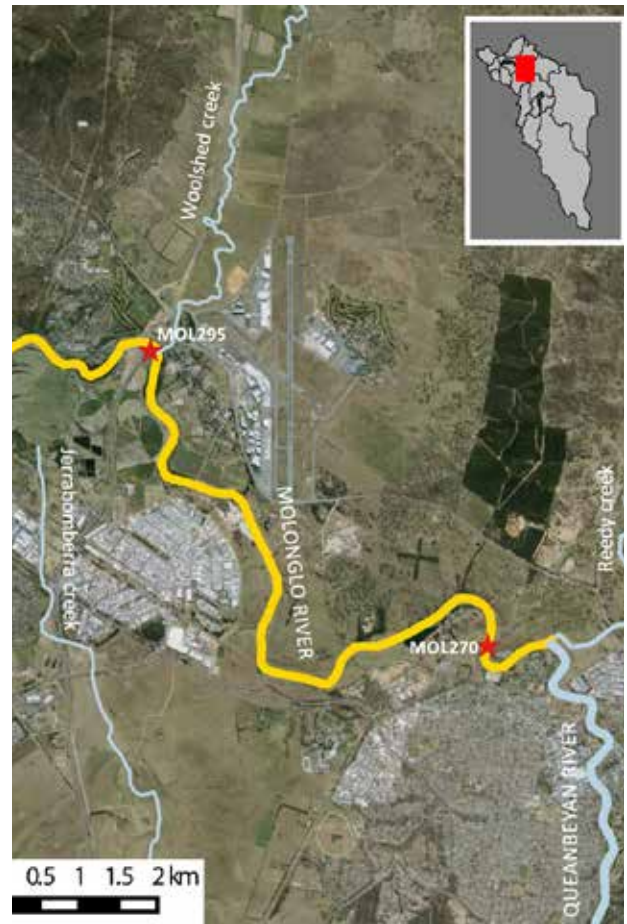 Woolshed creek
MOL295
Jerrabomberra creek
MOLONGLO RIVER
Reedy creek
MOL270
QUEANBEYAN RIVER
0.5 1 1.5 2 km